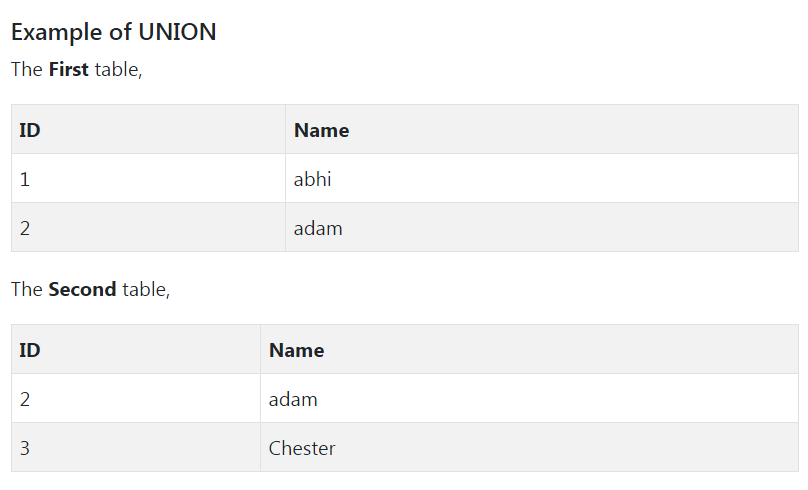 Example of UNION
The First table,
ID Name
1 abhi
2 adam
The Second table,
ID Name
2 adam
3 Chester